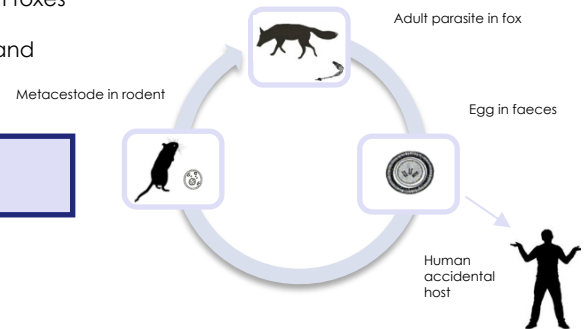 foxes
and
Adult parasite in fox
Metacestode in rodent
Egg in faeces
Human
accidental
host